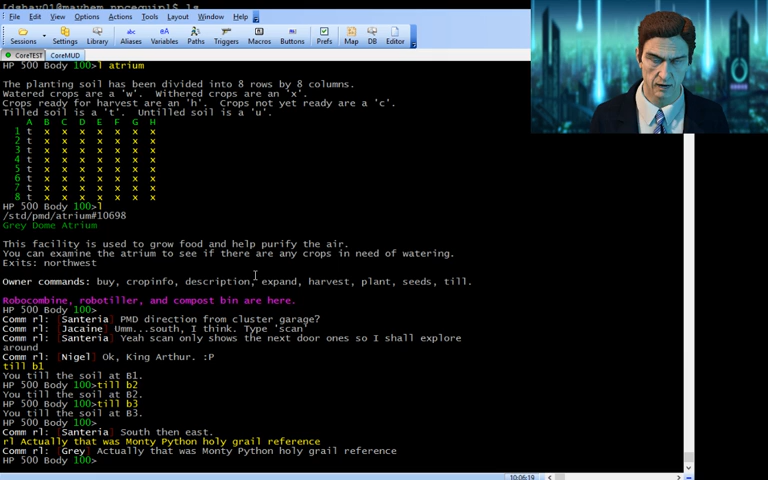 [dshav01@mayhem npcequip]$ ls
File Edit View Options Actions Tools Layout Window Help
Sessions Settings Library Aliases Variables Paths Triggers Macros Buttons Prefs Map DB Editor
CoreTEST CoreMUD
HP 500 Body 100>l atrium
The planting soil has been divided into 8 rows by 8 columns.
Watered crops are a 'w'. Withered crops are an 'x'.
Crops ready for harvest are an 'h'. Crops not yet ready are a 'c'.
Tilled soil is a 't'. Untilled soil is a 'u'.
A B C D E F G H
1 t x x x x x x x
2 t x x x x x x x
3 t x x x x x x x
4 t x x x x x x x
5 t x x x x x x x
6 t x x x x x x x
7 t x x x x x x x
8 t x x x x x x x
HP 500 Body 100>l
/std/pmd/atrium#10698
Grey Dome Atrium
This facility is used to grow food and help purify the air.
You can examine the atrium to see if there are any crops in need of watering.
Exits: northwest
Owner commands: buy, cropinfo, description, expand, harvest, plant, seeds, till.
Robocombine, robotiller, and compost bin are here.
HP 500 Body 100>
Comm rl: [Santeria] PMD direction from cluster garage?
Comm rl: [Jacaine] Umm...south, I think. Type 'scan'
Comm rl: [Santeria] Yeah scan only shows the next door ones so I shall explore
around
Comm rl: [Nigel] Ok, King Arthur. :P
till b1
You till the soil at B1.
HP 500 Body 100>till b2
You till the soil at B2.
HP 500 Body 100>till b3
You till the soil at B3.
HP 500 Body 100>
Comm rl: [Santeria] South then east.
rl Actually that was Monty Python holy grail reference
Comm rl: [Grey] Actually that was Monty Python holy grail reference
HP 500 Body 100>
10:06:19